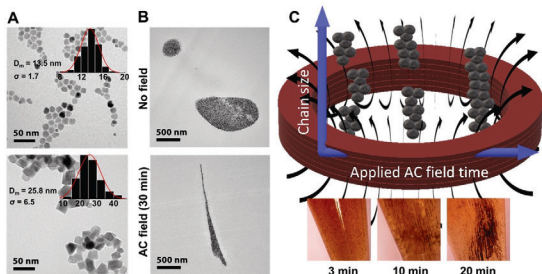 A
Dm = 13.5 nm
σ = 1.7
8 12 16 20
50 nm
Dm = 25.8 nm
σ = 6.5
10 20 30 40
50 nm
B
No field
500 nm
AC field (30 min)
500 nm
C
Chain size
Applied AC field time
3 min 10 min 20 min